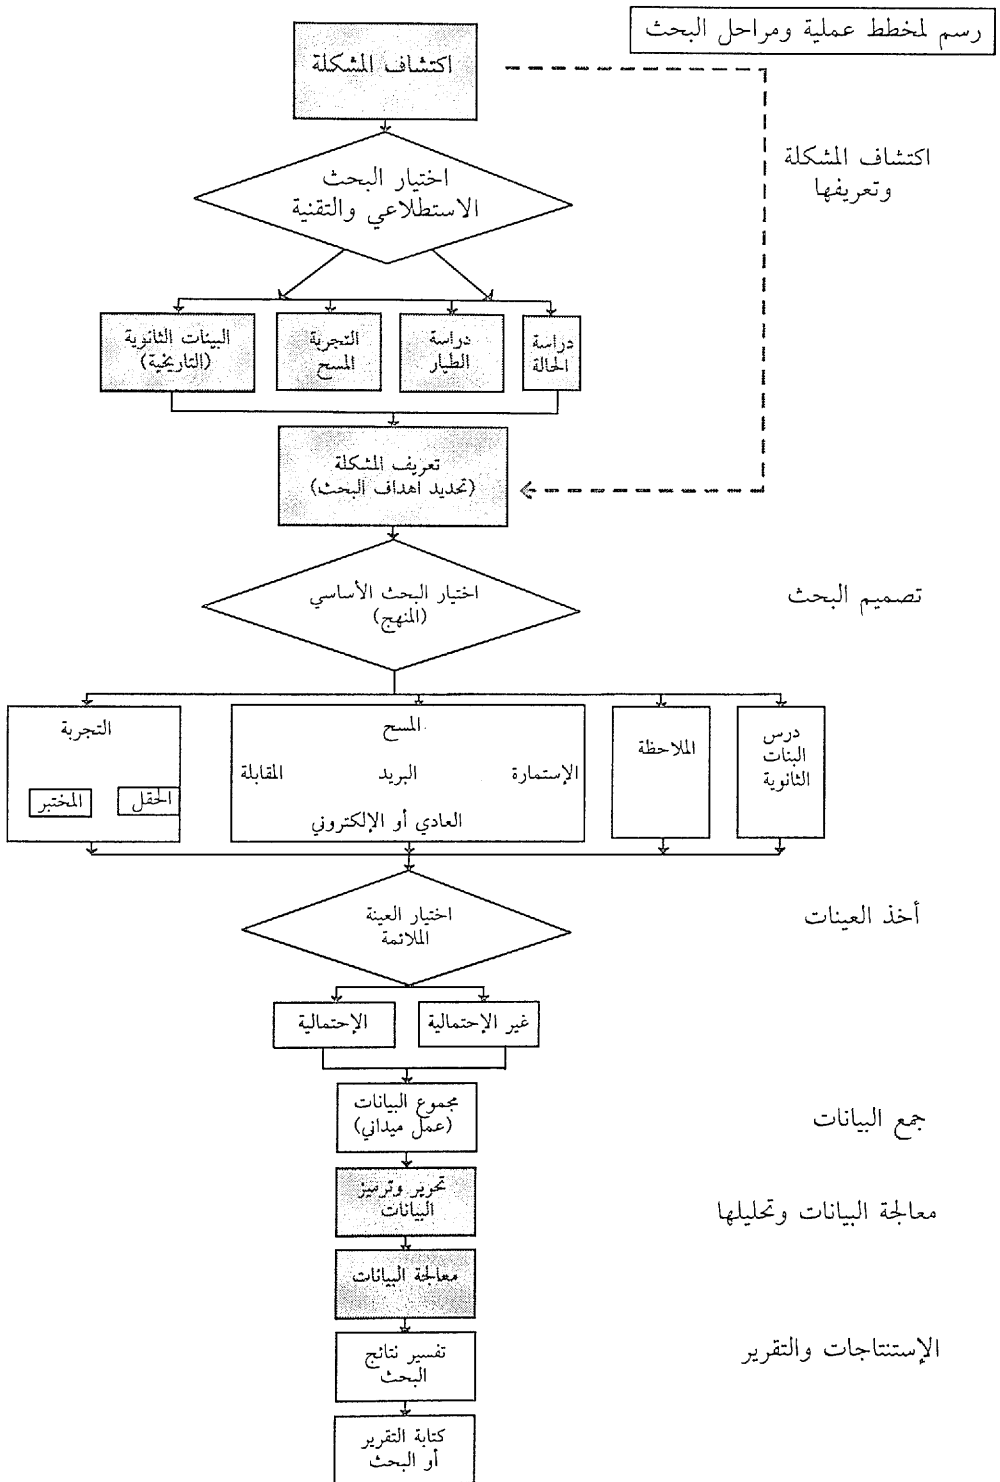 رسم لمخطط عملية ومراحل البحث
اكتشاف المشكلة
اكتشاف المشكلة
وتعريفها
اختيار البحث
الاستطلاعي والتقنية
دراسة
الحالة
دراسة
الطيار
التجربة
المسح
البينات الثانوية
(التاريخية)
تعريف المشكلة
(تحديد اهداف البحث)
تصميم البحث
اختيار البحث الأساسي
(المنهج)
درس
البنات
الثانوية
الملاحظة
المسح
الإستمارة البريد المقابلة
العادي أو الإلكتروني
التجربة
الحقل
المختبر
أخذ العينات
اختيار العينة
الملائمة
غير الإحتمالية
الإحتمالية
جمع البيانات
مجموع البيانات
(عمل ميداني)
معالجة البيانات وتحليلها
تحرير وترميز
البيانات
معالجة البيانات
الإستنتاجات والتقرير
تفسير نتائج
البحث
كتابة التقرير
أو البحث